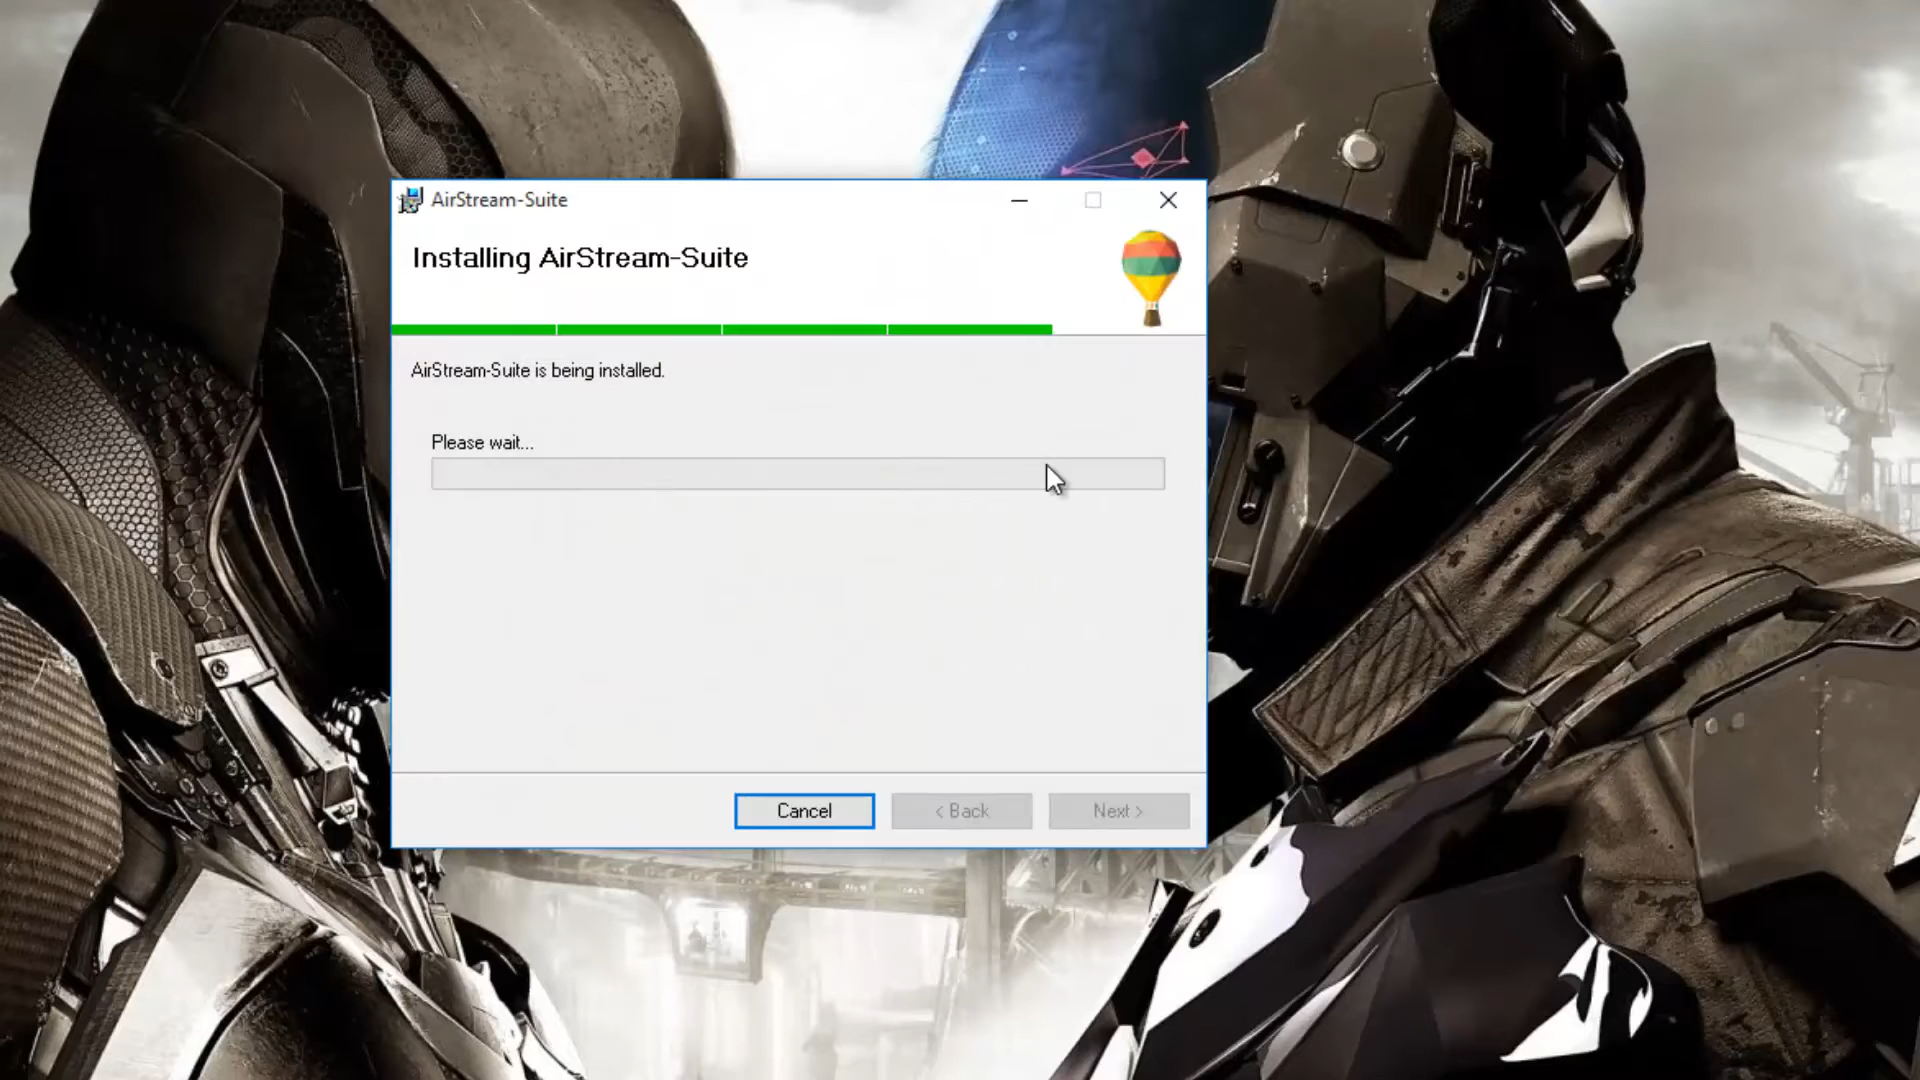 AirStream-Suite
Installing AirStream-Suite
AirStream-Suite is being installed.
Please wait...
Cancel
< Back
Next >